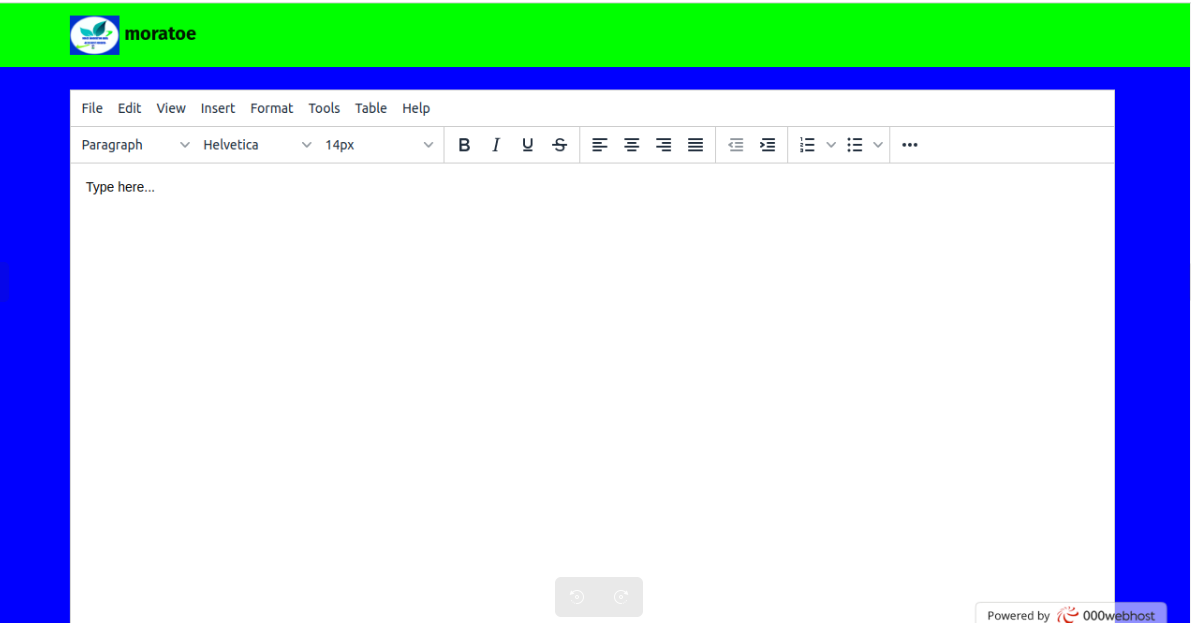 moratoe
File Edit View Insert Format Tools Table Help
Paragraph Helvetica 14px B I U S
Type here...
Powered by 000webhost